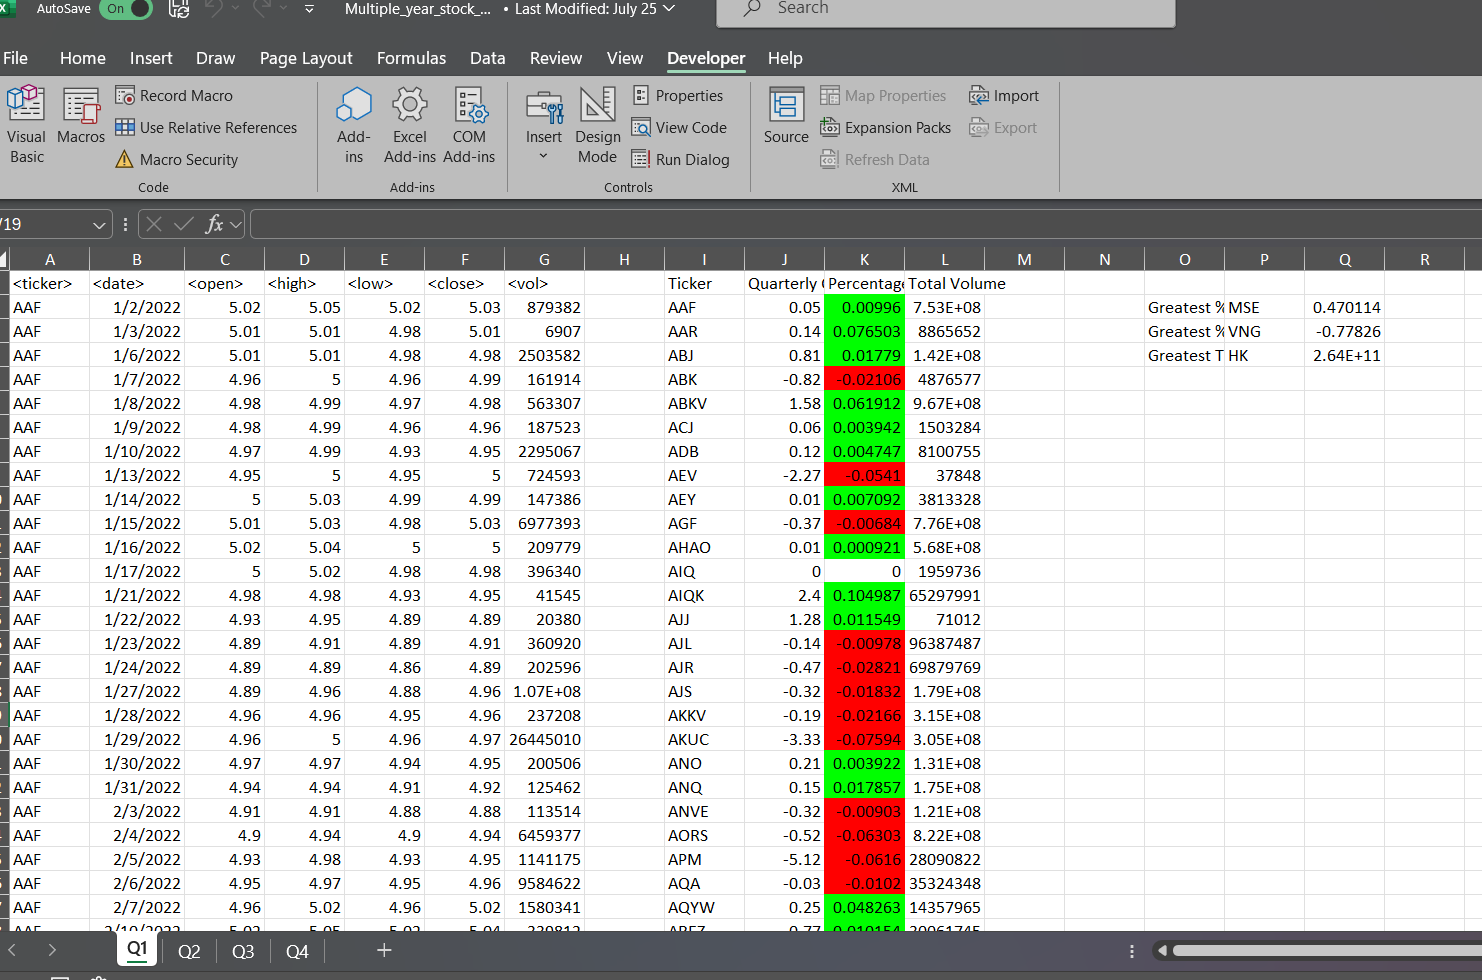 AutoSave On Multiple_year_stock_... • Last Modified: July 25 Search
File Home Insert Draw Page Layout Formulas Data Review View Developer Help
Visual Basic
Macros
Record Macro
Use Relative References
Macro Security
Code
Add-ins
Excel Add-ins
COM Add-ins
Add-ins
Insert
Design Mode
Properties
View Code
Run Dialog
Controls
Source
Map Properties
Expansion Packs
Refresh Data
Import
Export
XML
19 fx
A B C D E F G H I J K L M N O P Q R
<ticker> <date> <open> <high> <low> <close> <vol> Ticker Quarterly Percentage Total Volume
AAF 1/2/2022 5.02 5.05 5.02 5.03 879382 AAF 0.05 0.00996 7.53E+08 Greatest % MSE 0.470114
AAF 1/3/2022 5.01 5.01 4.98 5.01 6907 AAR 0.14 0.076503 8865652 Greatest % VNG -0.77826
AAF 1/6/2022 5.01 5.01 4.98 4.98 2503582 ABJ 0.81 0.01779 1.42E+08 Greatest T HK 2.64E+11
AAF 1/7/2022 4.96 5 4.96 4.99 161914 ABK -0.82 -0.02106 4876577
AAF 1/8/2022 4.98 4.99 4.97 4.98 563307 ABKV 1.58 0.061912 9.67E+08
AAF 1/9/2022 4.98 4.99 4.96 4.96 187523 ACJ 0.06 0.003942 1503284
AAF 1/10/2022 4.97 4.99 4.93 4.95 2295067 ADB 0.12 0.004747 8100755
AAF 1/13/2022 4.95 5 4.95 5 724593 AEV -2.27 -0.0541 37848
AAF 1/14/2022 5 5.03 4.99 4.99 147386 AEY 0.01 0.007092 3813328
AAF 1/15/2022 5.01 5.03 4.98 5.03 6977393 AGF -0.37 -0.00684 7.76E+08
AAF 1/16/2022 5.02 5.04 5 5 209779 AHAO 0.01 0.000921 5.68E+08
AAF 1/17/2022 5 5.02 4.98 4.98 396340 AIQ 0 0 1959736
AAF 1/21/2022 4.98 4.98 4.93 4.95 41545 AIQK 2.4 0.104987 65297991
AAF 1/22/2022 4.93 4.95 4.89 4.89 20380 AJJ 1.28 0.011549 71012
AAF 1/23/2022 4.89 4.91 4.89 4.91 360920 AJL -0.14 -0.00978 96387487
AAF 1/24/2022 4.89 4.89 4.86 4.89 202596 AJR -0.47 -0.02821 69879769
AAF 1/27/2022 4.89 4.96 4.88 4.96 1.07E+08 AJS -0.32 -0.01832 1.79E+08
AAF 1/28/2022 4.96 4.96 4.95 4.96 237208 AKKV -0.19 -0.02166 3.15E+08
AAF 1/29/2022 4.96 5 4.96 4.97 26445010 AKUC -3.33 -0.07594 3.05E+08
AAF 1/30/2022 4.97 4.97 4.94 4.95 200506 ANO 0.21 0.003922 1.31E+08
AAF 1/31/2022 4.94 4.94 4.91 4.92 125462 ANQ 0.15 0.017857 1.75E+08
AAF 2/3/2022 4.91 4.91 4.88 4.88 113514 ANVE -0.32 -0.00903 1.21E+08
AAF 2/4/2022 4.9 4.94 4.9 4.94 6459377 AORS -0.52 -0.06303 8.22E+08
AAF 2/5/2022 4.93 4.98 4.93 4.95 1141175 APM -5.12 -0.0616 28090822
AAF 2/6/2022 4.95 4.97 4.95 4.96 9584622 AQA -0.03 -0.0102 35324348
AAF 2/7/2022 4.96 5.02 4.96 5.02 1580341 AQYW 0.25 0.048263 14357965
Q1 Q2 Q3 Q4 +